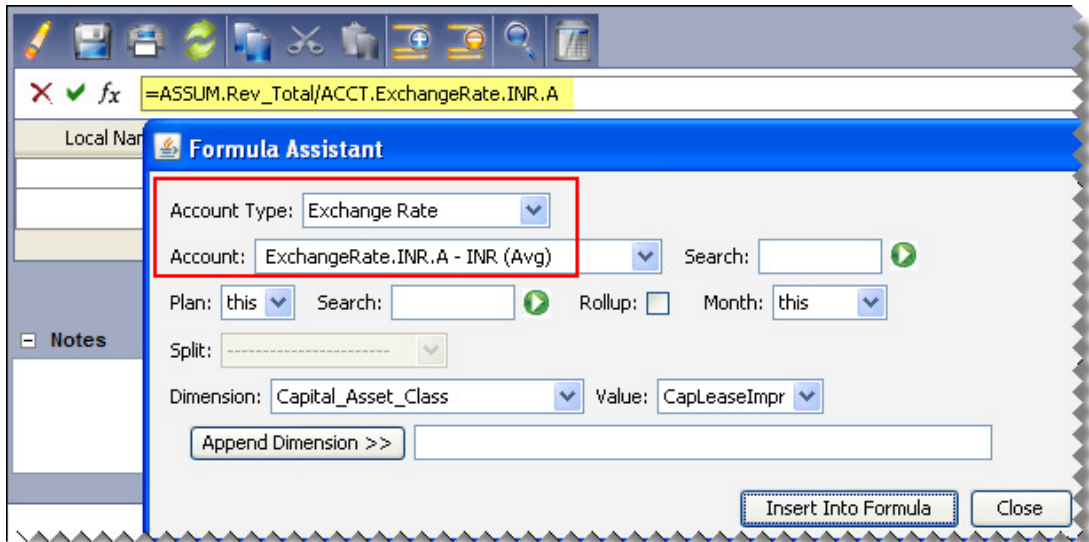 fx =ASSUM.Rev_Total/ACCT.ExchangeRate.INR.A
Local Nar
Formula Assistant
Account Type: Exchange Rate
Account: ExchangeRate.INR.A - INR (Avg) Search:
Plan: this Search: Rollup: Month: this
Notes
Split: ------------------------
Dimension: Capital_Asset_Class Value: CapLeaseImpr
Append Dimension >>
Insert Into Formula Close